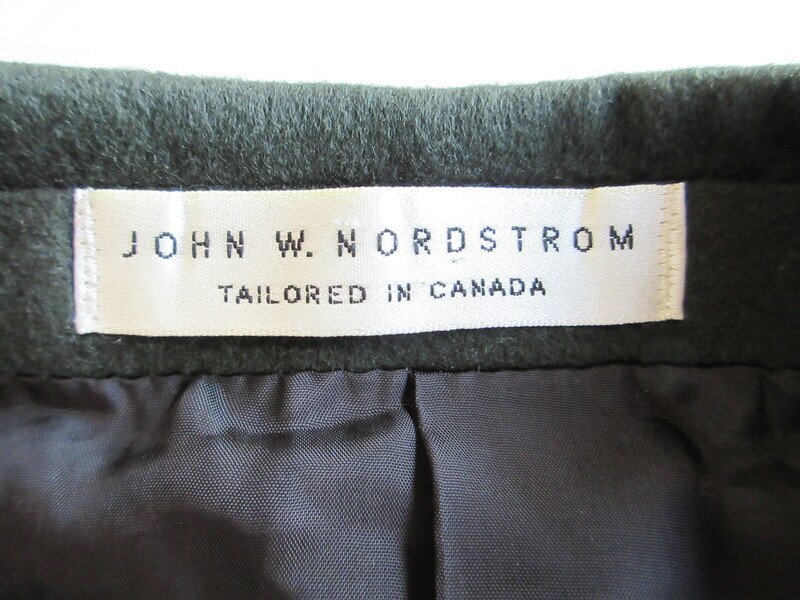 JOHN W. NORDSTROM
TAILORED IN CANADA